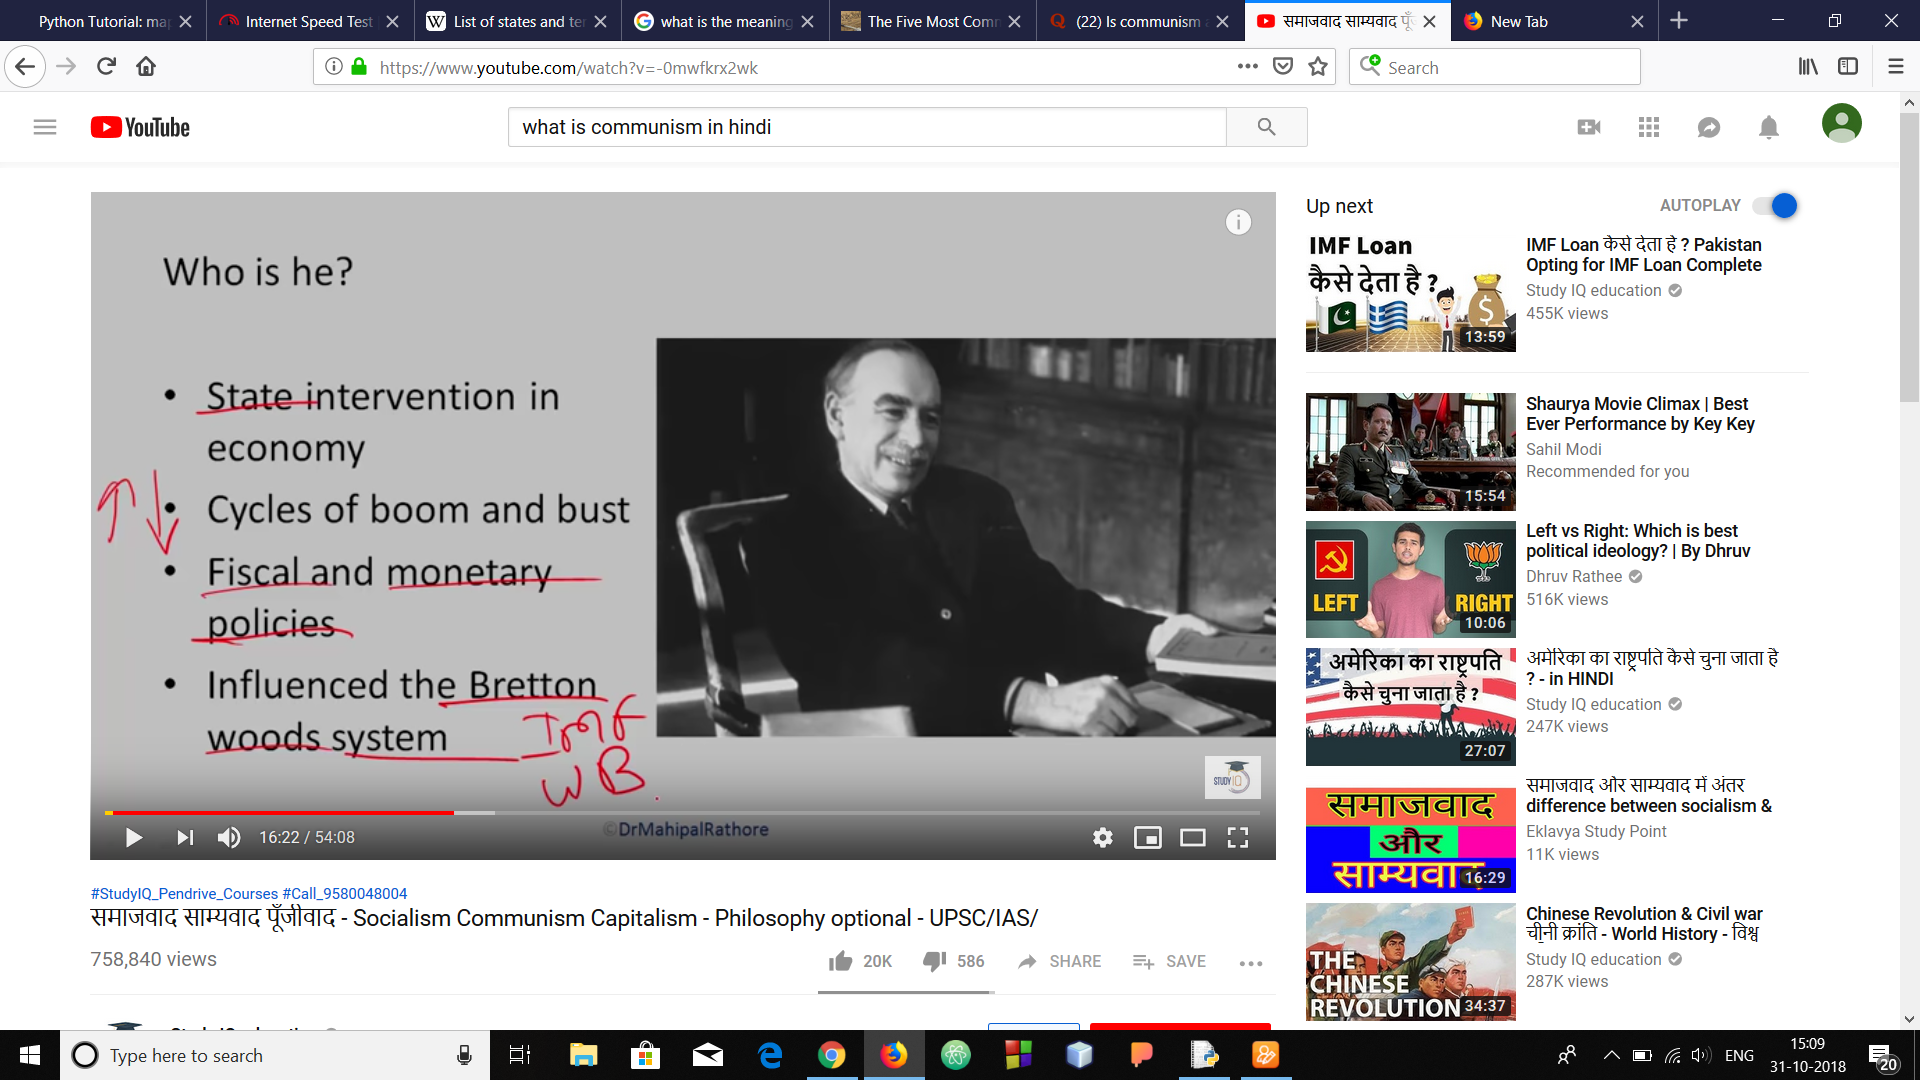 Python Tutorial: ma
Internet Speed Test
List of states and te
what is the meaning
The Five Most Com
(22) Is communism
समाजवाद साम्यवाद
New Tab
https://www.youtube.com/watch?v=-0mwfkrx2wk
Search
YouTube
what is communism in hindi
Who is he?
• State intervention in
economy
• Cycles of boom and bust
• Fiscal and monetary
policies
• Influenced the Bretton
woods system
IMF
WB
STUDY IQ
16:22 / 54:08
©DrMahipalRathore
#StudyIQ_Pendrive_Courses #Call_9580048004
समाजवाद साम्यवाद पूँजीवाद - Socialism Communism Capitalism - Philosophy optional - UPSC/IAS/
758,840 views
20K
586
SHARE
SAVE
Up next
AUTOPLAY
IMF Loan
कैसे देता है ?
13:59
IMF Loan कैसे देता है ? Pakistan
Opting for IMF Loan Complete
Study IQ education
455K views
15:54
Shaurya Movie Climax | Best
Ever Performance by Key Key
Sahil Modi
Recommended for you
LEFT
RIGHT
10:06
Left vs Right: Which is best
political ideology? | By Dhruv
Dhruv Rathee
516K views
अमेरिका का राष्ट्रपति
कैसे चुना जाता है ?
27:07
अमेरिका का राष्ट्रपति कैसे चुना जाता है
? - in HINDI
Study IQ education
247K views
समाजवाद
और
साम्यवाद
16:29
समाजवाद और साम्यवाद में अंतर
difference between socialism &
Eklavya Study Point
11K views
THE
CHINESE
REVOLUTION
34:37
Chinese Revolution & Civil war
चीनी क्रांति - World History - विश्व
Study IQ education
287K views
Type here to search
ENG
15:09
31-10-2018
20